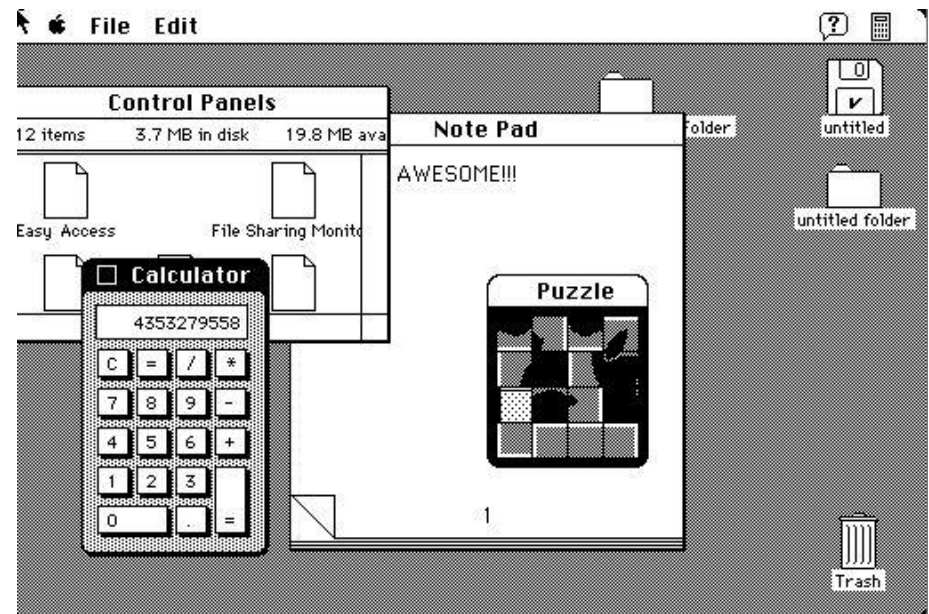 File Edit
Control Panels
12 items 3.7 MB in disk 19.8 MB ava
Easy Access
File Sharing Monito
Note Pad
AWESOME!!!
1
Calculator
4353279558
C = / *
7 8 9 -
4 5 6 +
1 2 3
0 . =
Puzzle
folder
0
untitled
untitled folder
Trash
?